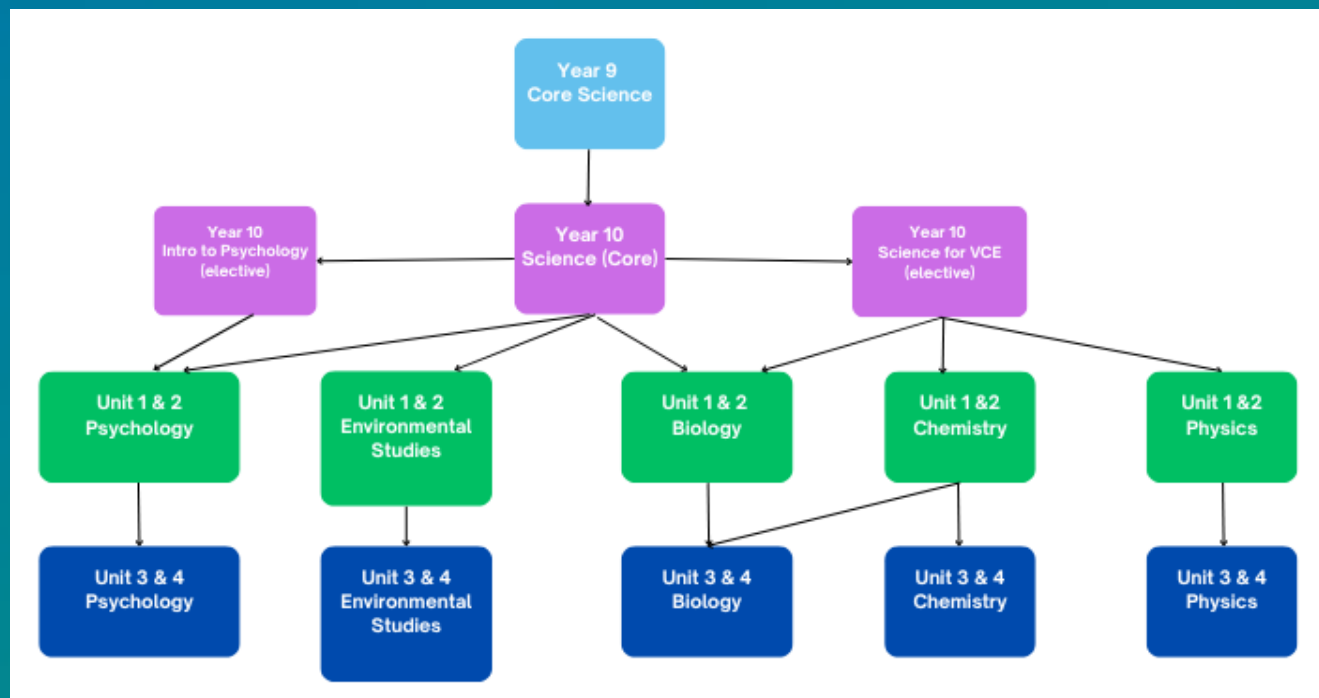 Year 9
Core Science
Year 10
Intro to Psychology
(elective)
Year 10
Science (Core)
Year 10
Science for VCE
(elective)
Unit 1 & 2
Psychology
Unit 1 & 2
Environmental
Studies
Unit 1 & 2
Biology
Unit 1 &2
Chemistry
Unit 1 &2
Physics
Unit 3 & 4
Psychology
Unit 3 & 4
Environmental
Studies
Unit 3 & 4
Biology
Unit 3 & 4
Chemistry
Unit 3 & 4
Physics